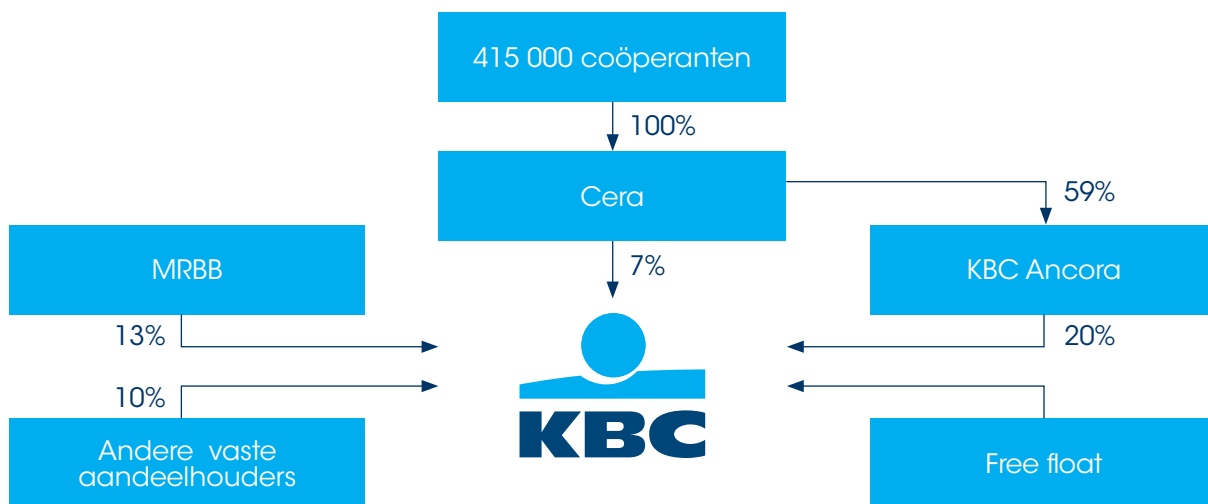 415 000 coöperanten
100%
Cera
59%
MRBB
7%
KBC Ancora
13%
20%
10%
KBC
Andere vaste
aandeelhouders
Free float